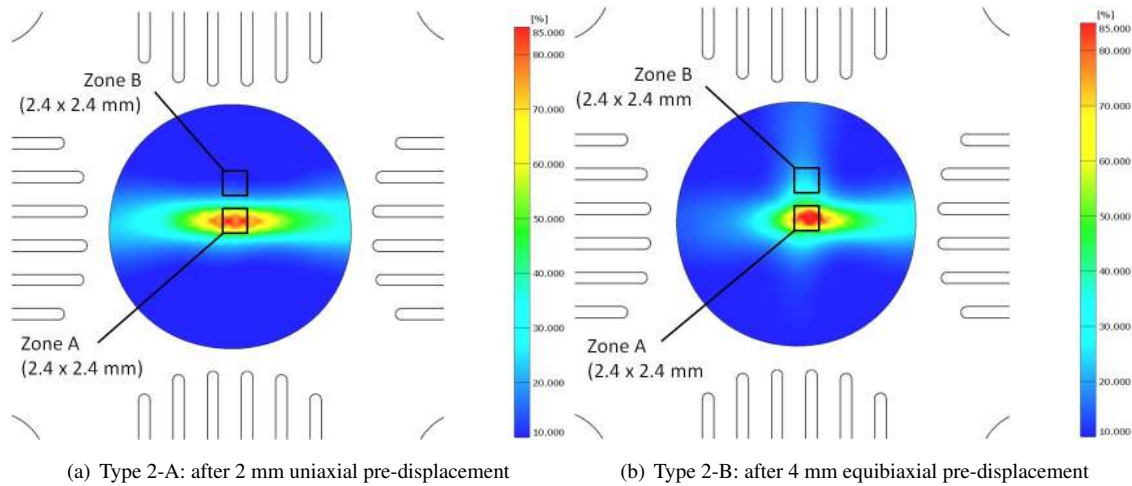 [%]
85.000
80.000
70.000
60.000
50.000
40.000
30.000
20.000
10.000
Zone B
(2.4 x 2.4 mm)
Zone A
(2.4 x 2.4 mm)
[%]
85.000
80.000
70.000
60.000
50.000
40.000
30.000
20.000
10.000
Zone B
(2.4 x 2.4 mm
Zone A
(2.4 x 2.4 mm
(a) Type 2-A: after 2 mm uniaxial pre-displacement
(b) Type 2-B: after 4 mm equibiaxial pre-displacement